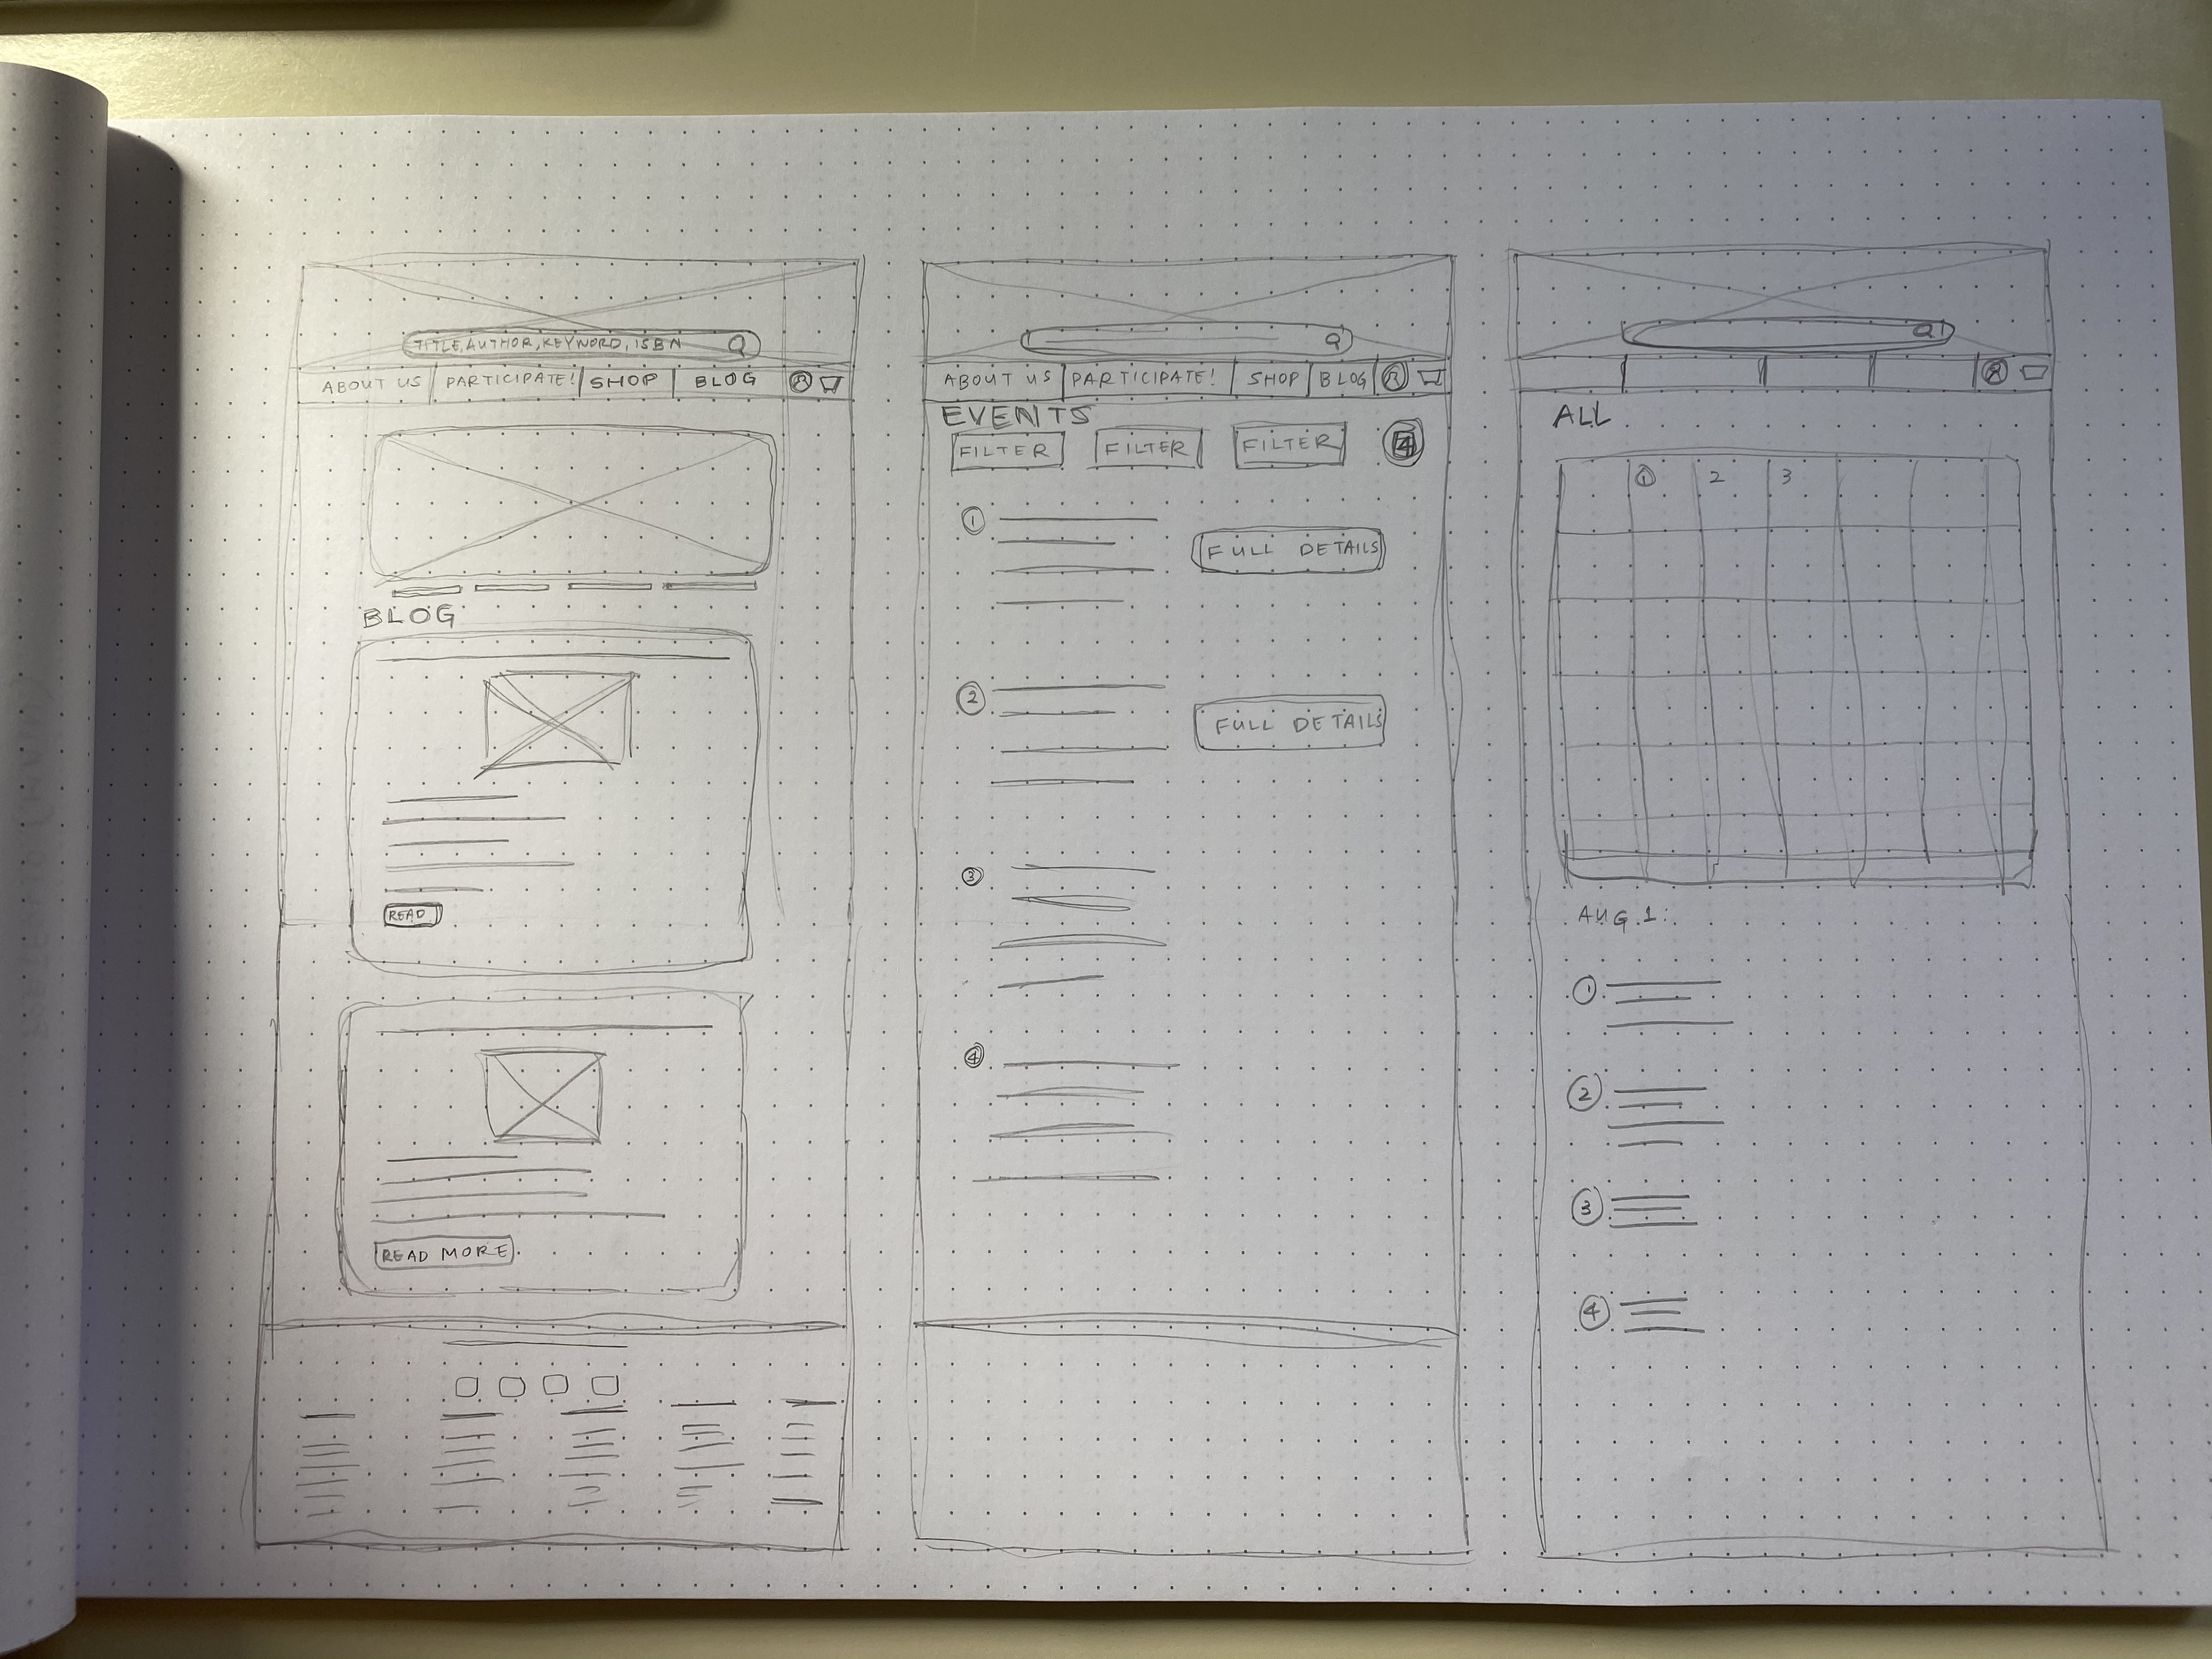 TITLE, AUTHOR, KEYWORD, ISBN
ABOUT US PARTICIPATE! SHOP BLOG
BLOG
READ
READ MORE
ABOUT US PARTICIPATE! SHOP BLOG
EVENTS
FILTER FILTER FILTER
1
FULL DETAILS
2
FULL DETAILS
3
4
ALL
1 2 3
AUG 1:
1
2
3
4